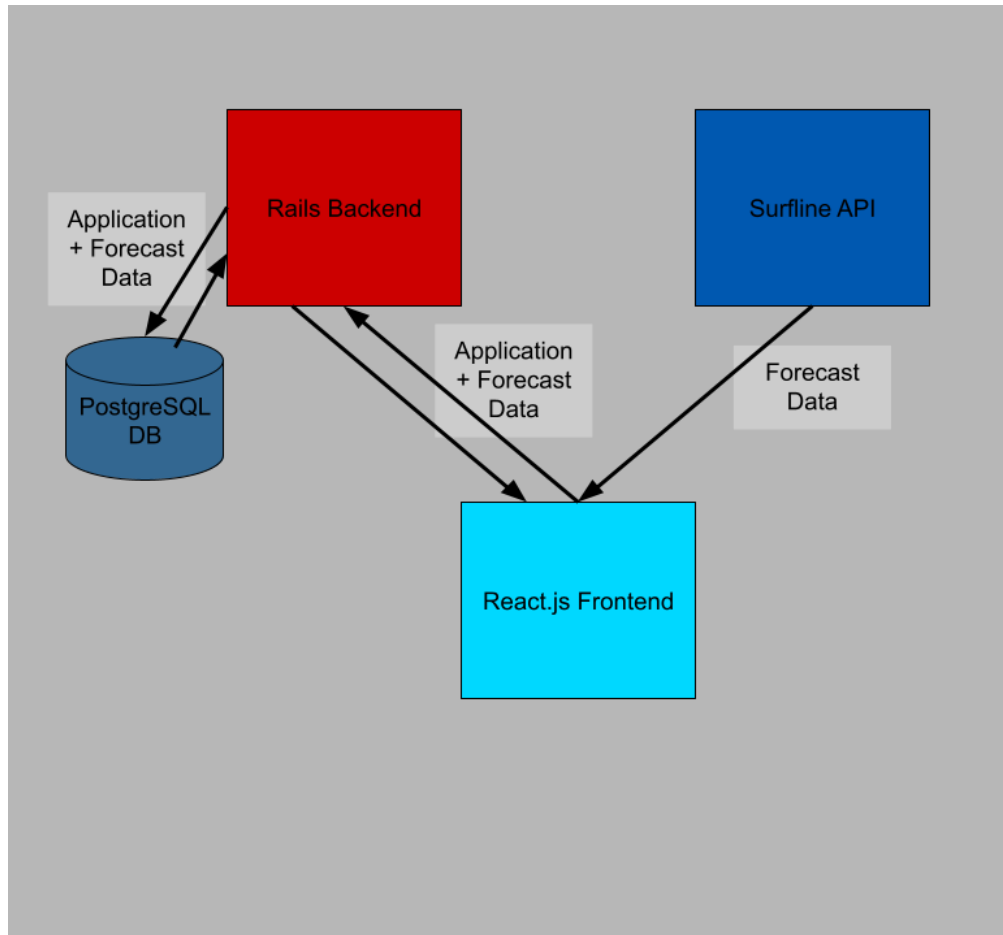 Rails Backend
Surfline API
Application
+ Forecast
Data
PostgreSQL
DB
Application
+ Forecast
Data
Forecast
Data
React.js Frontend